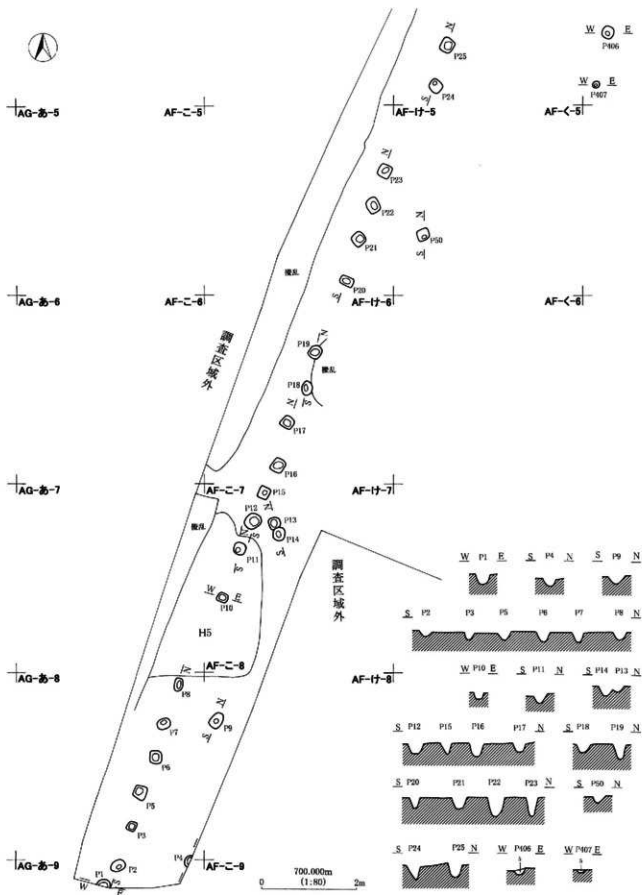 N
P25
W E
P406
P24
S
W E
P407
AG-あ-5
AF-こ-5
AF-け-5
AF-く-5
N
P23
P22
N
P50
S
P21
撹乱
P20
S
AG-あ-6
AF-こ-6
AF-け-6
AF-く-6
調査区域外
P19
N
撹乱
P18
N
S
P17
P16
AG-あ-7
AF-こ-7
AF-け-7
P15
撹乱
P12
N
P13
N
P14
S
P11
S
調査区域外
W E
P10
H5
AG-あ-8
AF-こ-8
AF-け-8
N
P8
N
P9
S
P7
P6
P5
P3
AG-あ-9
AF-こ-9
P4
P2
P1
S
W E
700.000m
0 (1:80) 2m
W P1 E S P4 N S P9 N
S P2 P3 P5 P6 P7 P8 N
W P10 E S P11 N S P14 P13 N
S P12 P15 P16 P17 N S P18 P19 N
S P20 P21 P22 P23 N S P50 N
S P24 P25 N W P406 E W P407 E